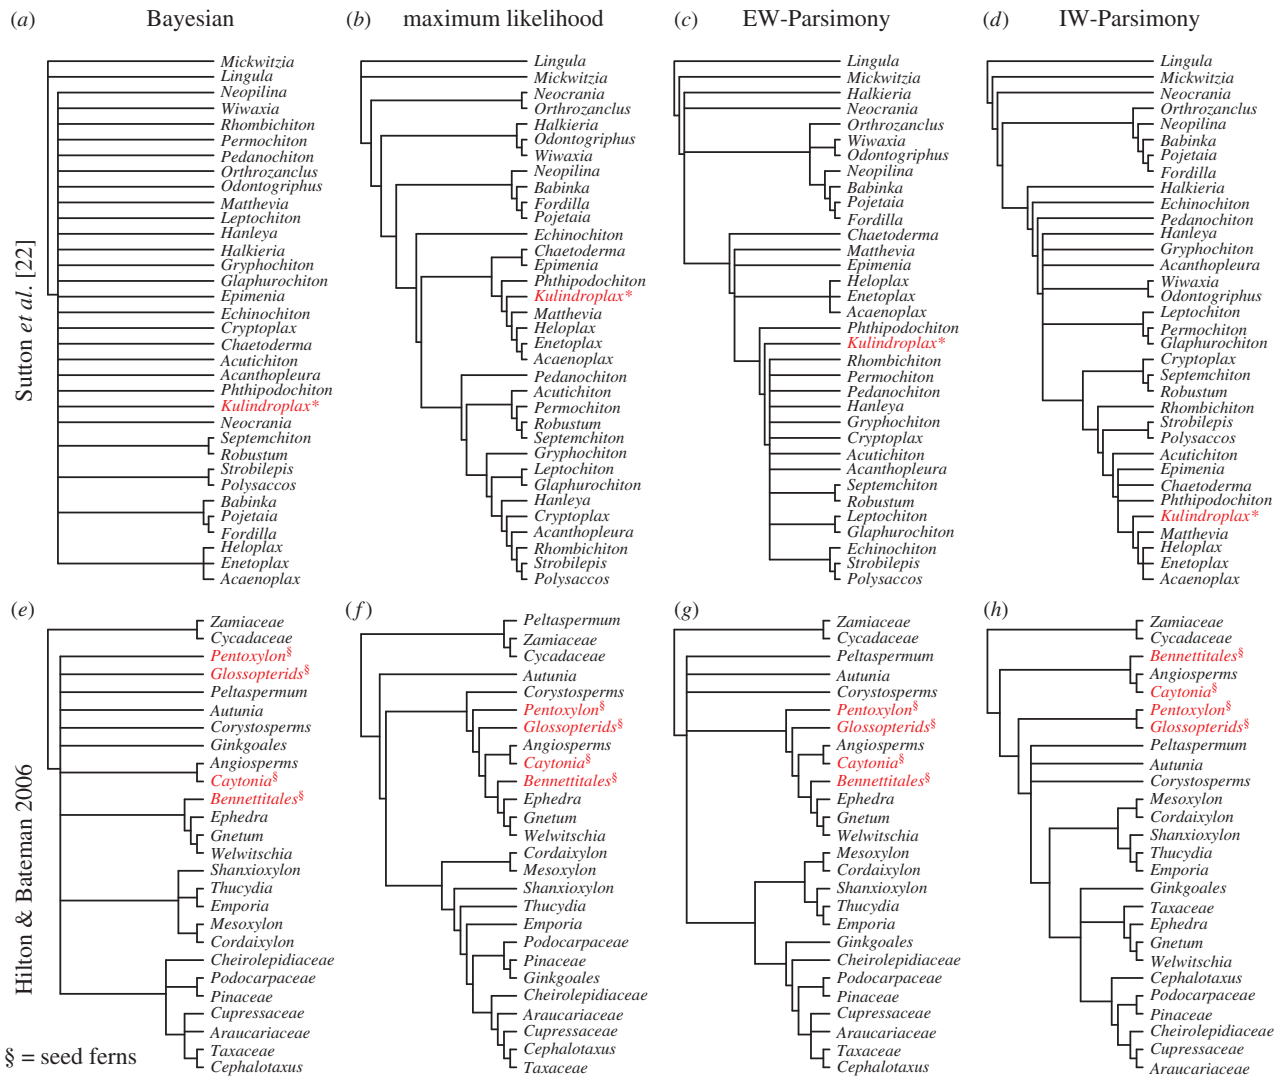 (a) Bayesian
Mickwitzia
Lingula
Neopilina
Wiwaxia
Rhombichiton
Permochiton
Pedanochiton
Orthrozanclus
Odontogriphus
Matthevia
Leptochiton
Hanleya
Halkieria
Gryphochiton
Glaphurochiton
Epimenia
Echinochiton
Cryptoplax
Chaetoderma
Acutichiton
Acanthopleura
Phthipodochiton
Kulindroplax*
Neocrania
Septemchiton
Robustum
Strobilepis
Polysaccos
Babinka
Pojetaia
Fordilla
Heloplax
Enetoplax
Acaenoplax
(b) maximum likelihood
Lingula
Mickwitzia
Neocrania
Orthrozanclus
Halkieria
Odontogriphus
Wiwaxia
Neopilina
Babinka
Fordilla
Pojetaia
Echinochiton
Chaetoderma
Epimenia
Phthipodochiton
Kulindroplax*
Matthevia
Heloplax
Enetoplax
Acaenoplax
Pedanochiton
Acutichiton
Permochiton
Robustum
Septemchiton
Gryphochiton
Leptochiton
Glaphurochiton
Hanleya
Cryptoplax
Acanthopleura
Rhombichiton
Strobilepis
Polysaccos
(c) EW-Parsimony
Lingula
Mickwitzia
Halkieria
Neocrania
Orthrozanclus
Wiwaxia
Odontogriphus
Neopilina
Babinka
Pojetaia
Fordilla
Chaetoderma
Matthevia
Epimenia
Heloplax
Enetoplax
Acaenoplax
Phthipodochiton
Kulindroplax*
Rhombichiton
Permochiton
Pedanochiton
Hanleya
Gryphochiton
Cryptoplax
Acutichiton
Acanthopleura
Septemchiton
Robustum
Leptochiton
Glaphurochiton
Echinochiton
Strobilepis
Polysaccos
(d) IW-Parsimony
Lingula
Mickwitzia
Neocrania
Orthrozanclus
Neopilina
Babinka
Pojetaia
Fordilla
Halkieria
Echinochiton
Pedanochiton
Hanleya
Gryphochiton
Acanthopleura
Wiwaxia
Odontogriphus
Leptochiton
Permochiton
Glaphurochiton
Cryptoplax
Septemchiton
Robustum
Rhombichiton
Strobilepis
Polysaccos
Acutichiton
Epimenia
Chaetoderma
Phthipodochiton
Kulindroplax*
Matthevia
Heloplax
Enetoplax
Acaenoplax
Sutton et al. [22]
(e)
Zamiaceae
Cycadaceae
Pentoxylon§
Glossopterids§
Peltaspermum
Autunia
Corystosperms
Ginkgoales
Angiosperms
Caytonia§
Bennettitales§
Ephedra
Gnetum
Welwitschia
Shanxioxylon
Thucydia
Emporia
Mesoxylon
Cordaixylon
Cheirolepidiaceae
Podocarpaceae
Pinaceae
Cupressaceae
Araucariaceae
Taxaceae
Cephalotaxus
(f)
Peltaspermum
Zamiaceae
Cycadaceae
Autunia
Corystosperms
Pentoxylon§
Glossopterids§
Angiosperms
Caytonia§
Bennettitales§
Ephedra
Gnetum
Welwitschia
Cordaixylon
Mesoxylon
Shanxioxylon
Thucydia
Emporia
Podocarpaceae
Pinaceae
Ginkgoales
Cheirolepidiaceae
Araucariaceae
Cupressaceae
Cephalotaxus
Taxaceae
(g)
Zamiaceae
Cycadaceae
Peltaspermum
Autunia
Corystosperms
Pentoxylon§
Glossopterids§
Angiosperms
Caytonia§
Bennettitales§
Ephedra
Gnetum
Welwitschia
Mesoxylon
Cordaixylon
Shanxioxylon
Thucydia
Emporia
Ginkgoales
Cheirolepidiaceae
Podocarpaceae
Pinaceae
Cupressaceae
Araucariaceae
Taxaceae
Cephalotaxus
(h)
Zamiaceae
Cycadaceae
Bennettitales§
Angiosperms
Caytonia§
Pentoxylon§
Glossopterids§
Peltaspermum
Autunia
Corystosperms
Mesoxylon
Cordaixylon
Shanxioxylon
Thucydia
Emporia
Ginkgoales
Taxaceae
Ephedra
Gnetum
Welwitschia
Cephalotaxus
Podocarpaceae
Pinaceae
Cheirolepidiaceae
Cupressaceae
Araucariaceae
Hilton & Bateman 2006
§ = seed ferns